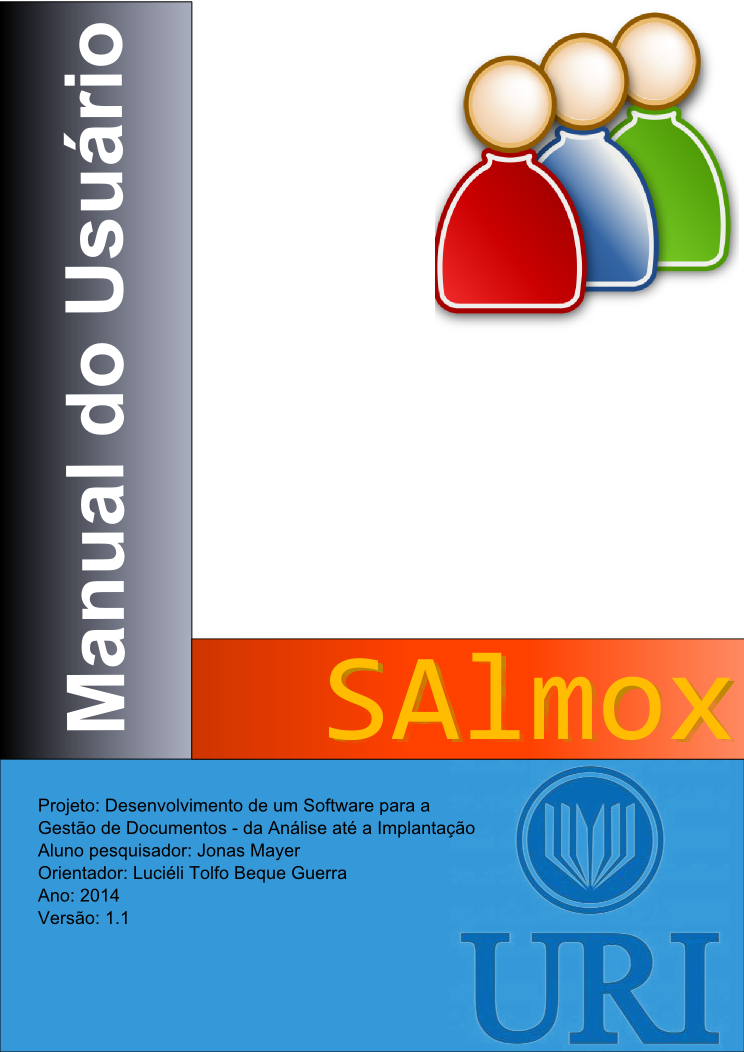 Manual do Usuário
SAlmox
Projeto: Desenvolvimento de um Software para a
Gestão de Documentos - da Análise até a Implantação
Aluno pesquisador: Jonas Mayer
Orientador: Luciéli Tolfo Beque Guerra
Ano: 2014
Versão: 1.1
URI